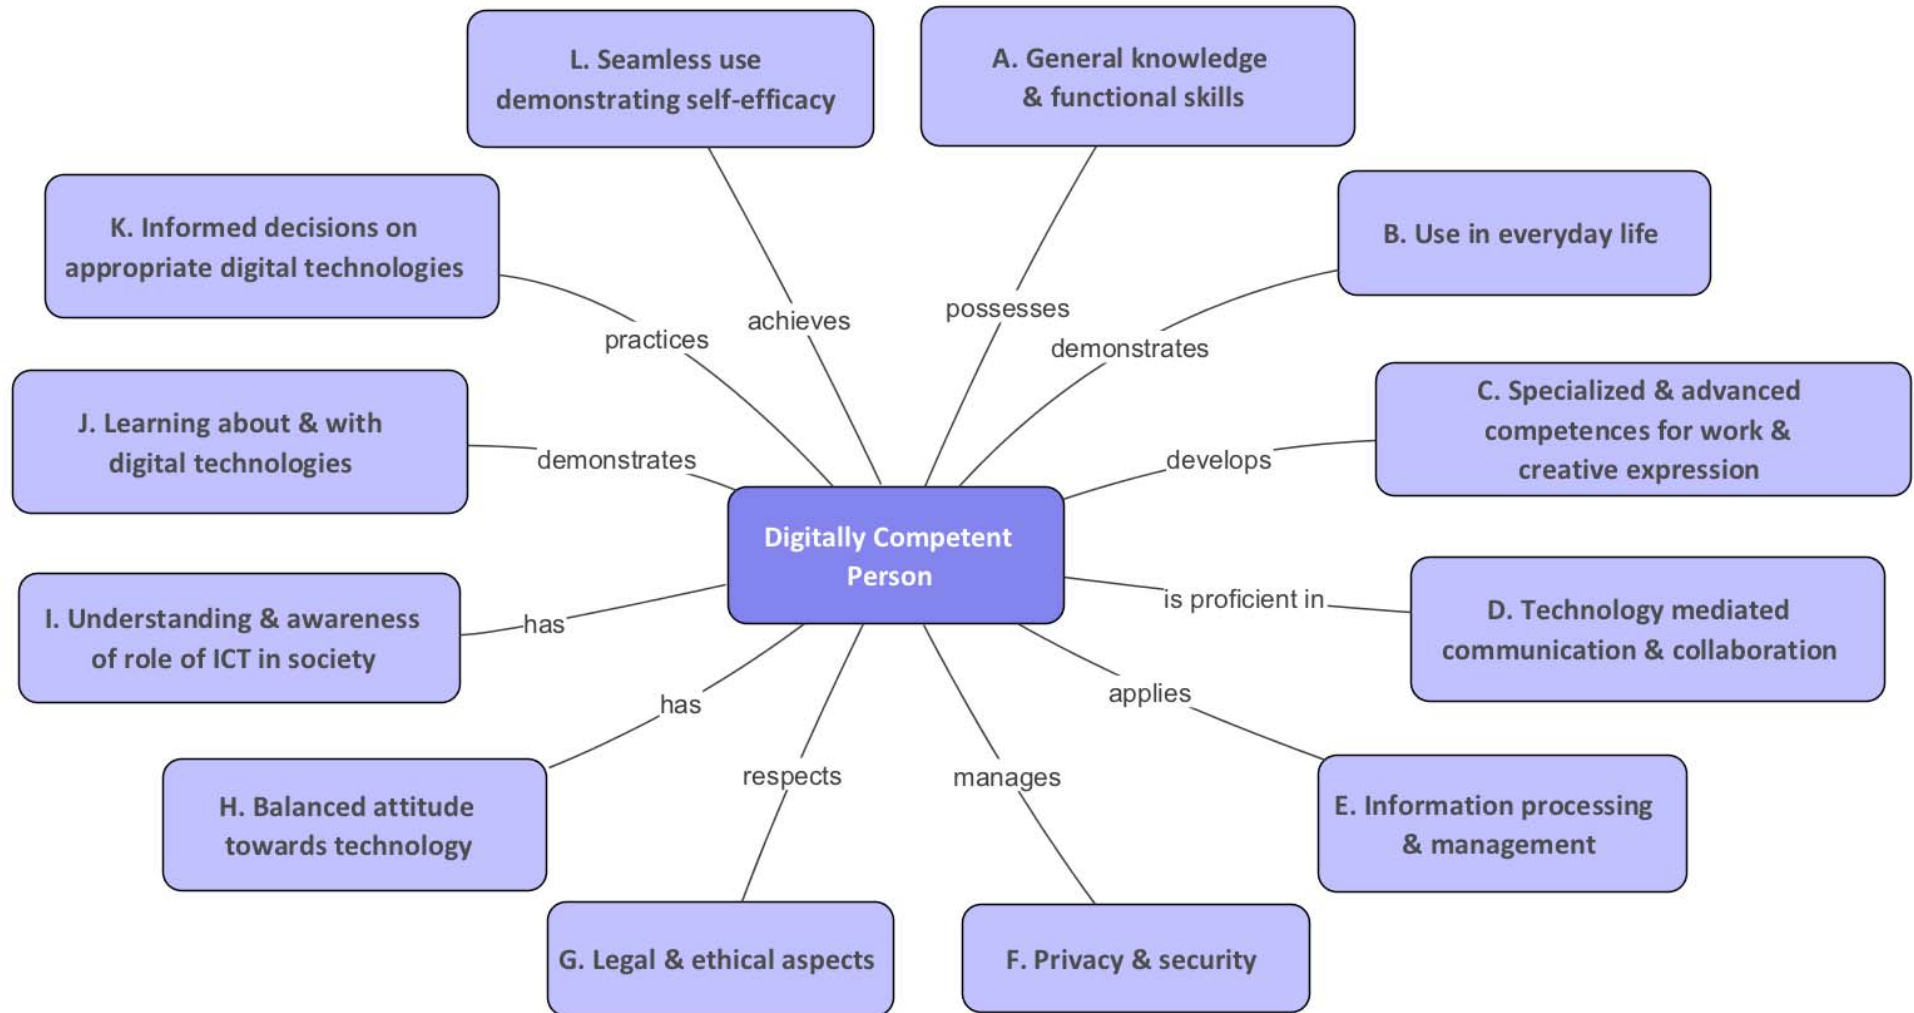 L. Seamless use
demonstrating self-efficacy
A. General knowledge
& functional skills
K. Informed decisions on
appropriate digital technologies
B. Use in everyday life
possesses
achieves
practices
demonstrates
J. Learning about & with
digital technologies
demonstrates
develops
C. Specialized & advanced
competences for work &
creative expression
Digitally Competent
Person
I. Understanding & awareness
of role of ICT in society
has
is proficient in
D. Technology mediated
communication & collaboration
has
applies
respects
manages
H. Balanced attitude
towards technology
E. Information processing
& management
G. Legal & ethical aspects
F. Privacy & security